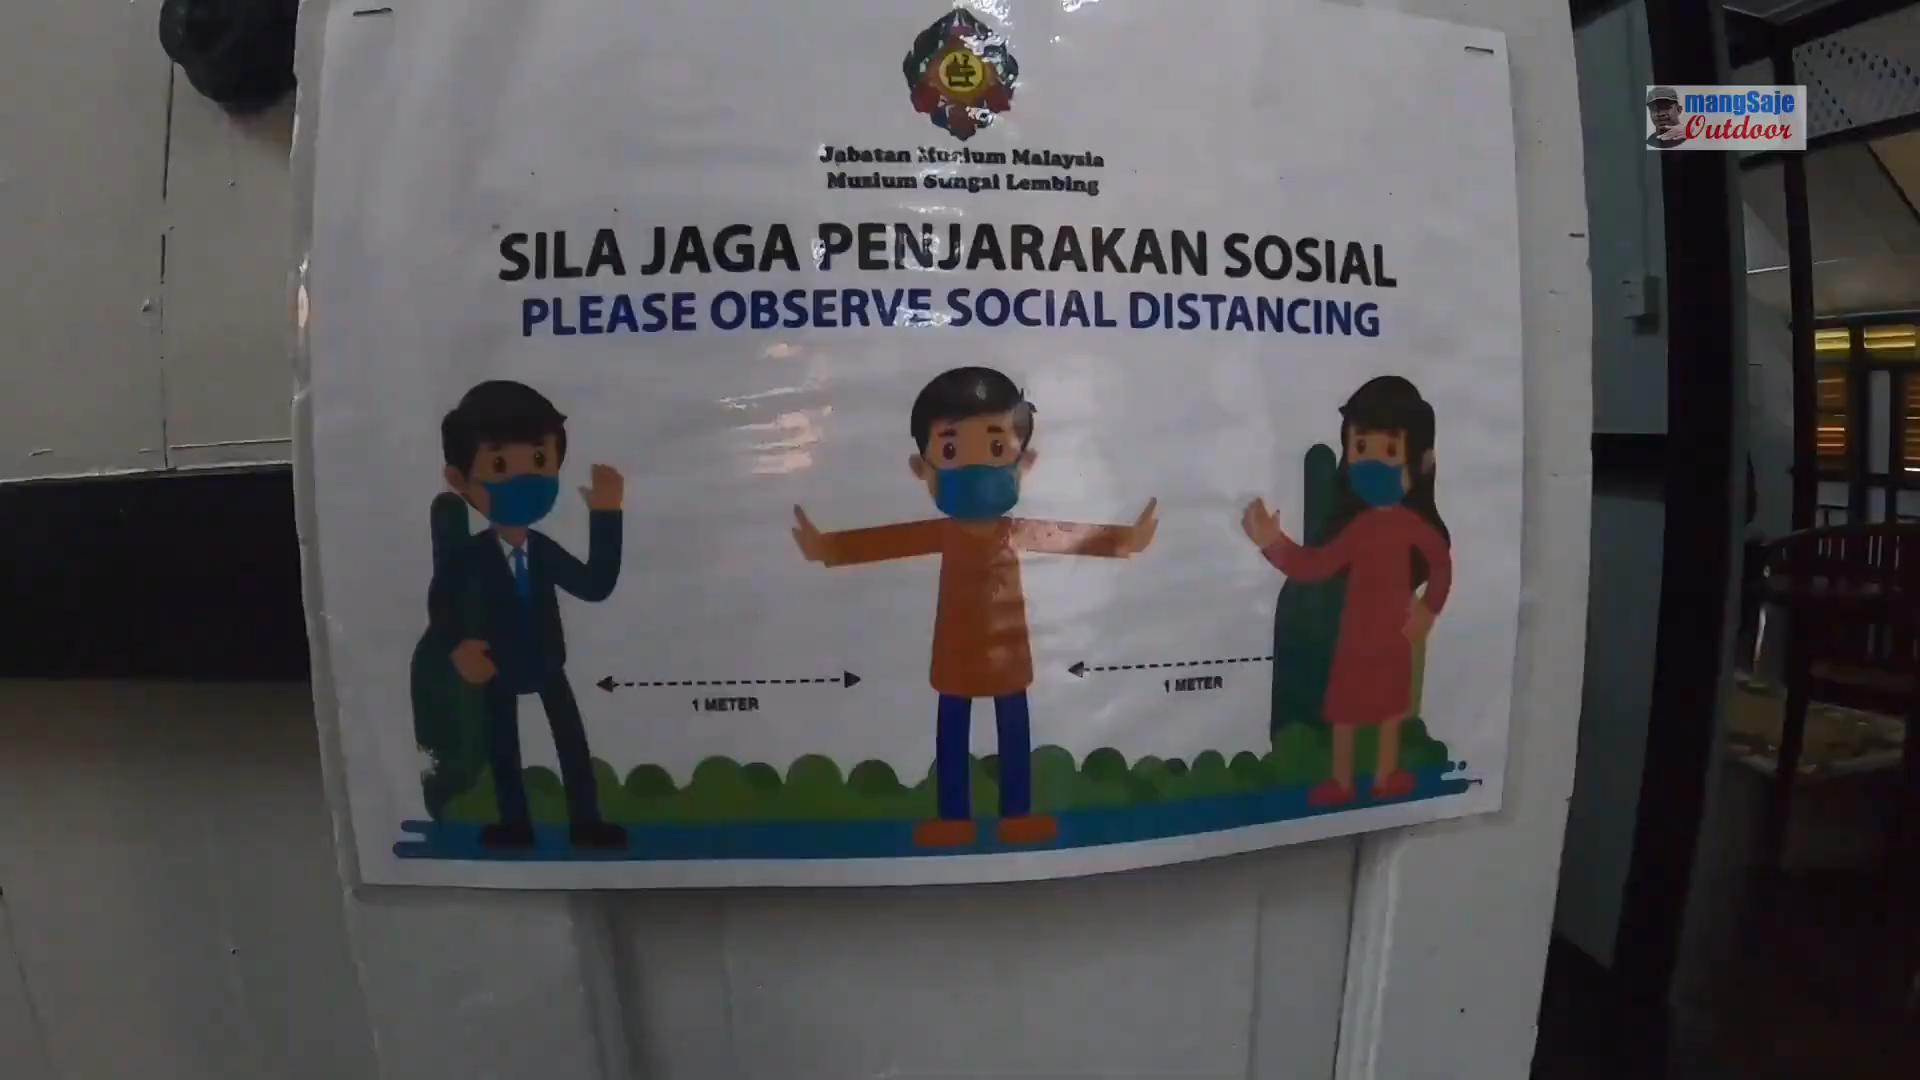 mangSaje
Outdoor
Jabatan Muzium Malaysia
Muzium Sungai Lembing
SILA JAGA PENJARAKAN SOSIAL
PLEASE OBSERVE SOCIAL DISTANCING
1 METER
1 METER